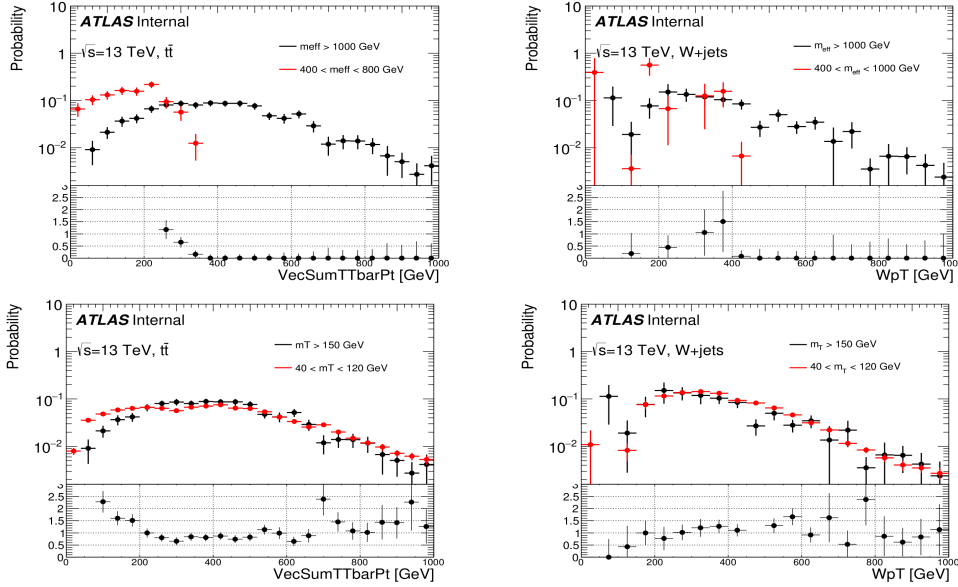 ATLAS Internal
√s=13 TeV, tt̄
meff > 1000 GeV
400 < meff < 800 GeV
Probability
10
1
10⁻¹
10⁻²
3
2.5
2
1.5
1
0.5
0
0 200 400 600 800 1000
VecSumTTbarPt [GeV]
ATLAS Internal
√s=13 TeV, W+jets
m_eff > 1000 GeV
400 < m_eff < 1000 GeV
Probability
10
1
10⁻¹
10⁻²
3
2.5
2
1.5
1
0.5
0
0 200 400 600 800 1000
WpT [GeV]
ATLAS Internal
√s=13 TeV, tt̄
mT > 150 GeV
40 < mT < 120 GeV
Probability
10
1
10⁻¹
10⁻²
3
2.5
2
1.5
1
0.5
0
0 200 400 600 800 1000
VecSumTTbarPt [GeV]
ATLAS Internal
√s=13 TeV, W+jets
m_T > 150 GeV
40 < m_T < 120 GeV
Probability
10
1
10⁻¹
10⁻²
3
2.5
2
1.5
1
0.5
0
0 200 400 600 800 1000
WpT [GeV]